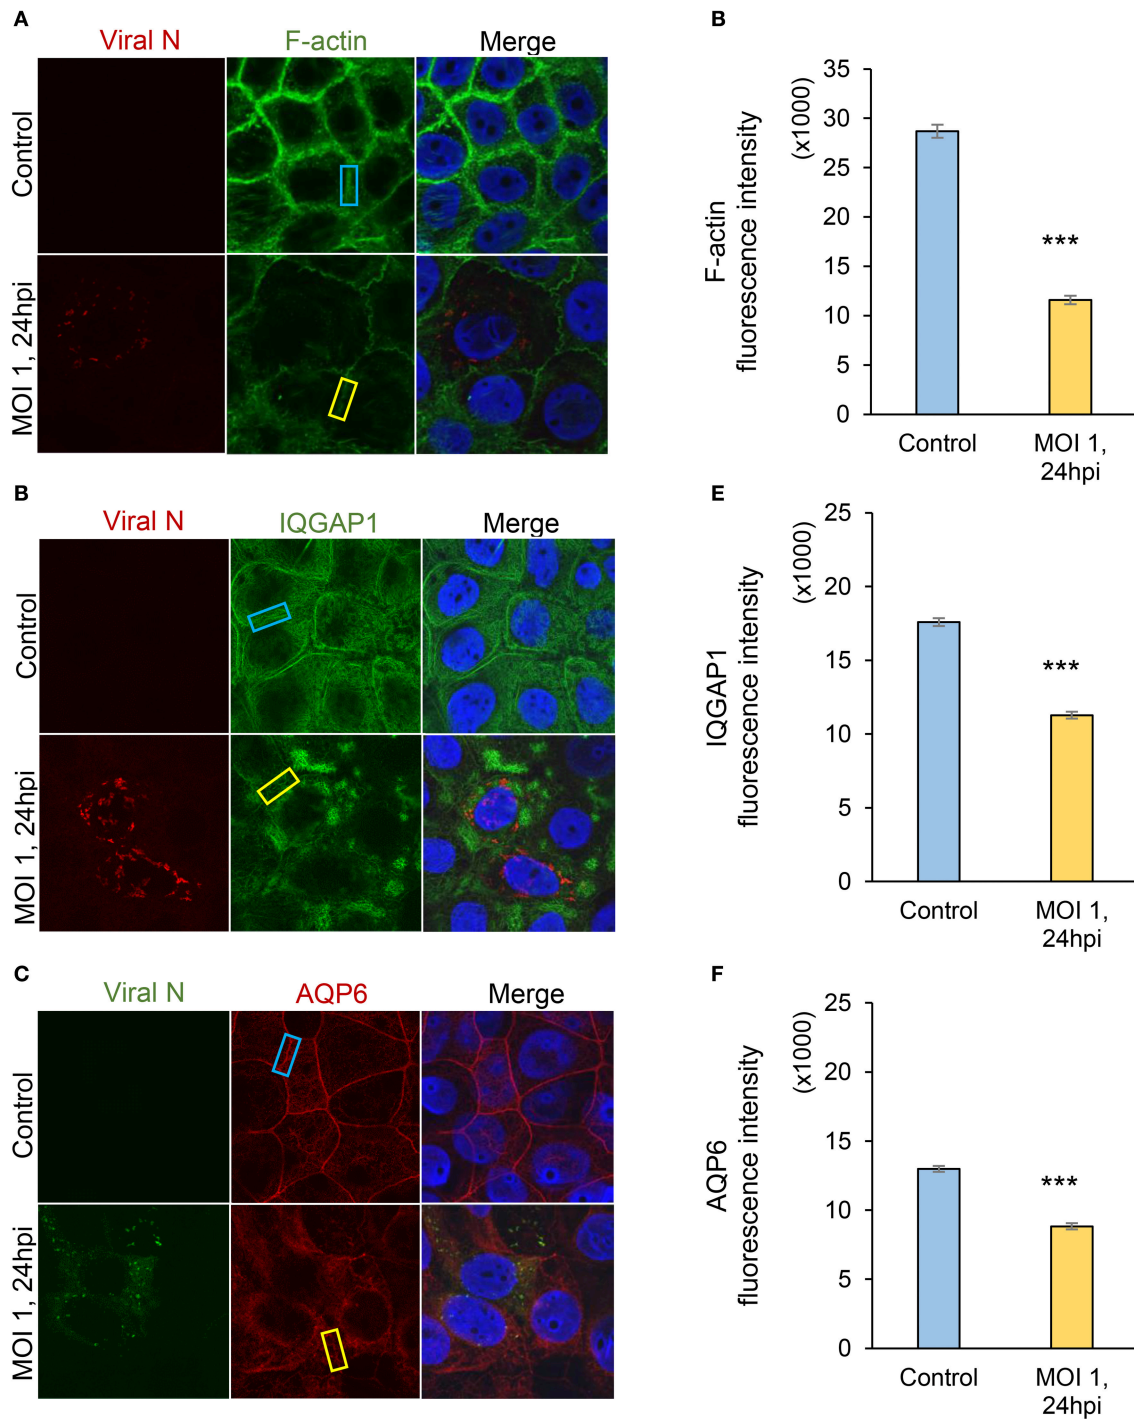 A
Viral N F-actin Merge
Control
MOI 1, 24hpi
B
F-actin
fluorescence intensity
(x1000)
35
30
25
20
15
10
5
0
***
Control MOI 1,
24hpi
B
Viral N IQGAP1 Merge
Control
MOI 1, 24hpi
E
IQGAP1
fluorescence intensity
(x1000)
25
20
15
10
5
0
***
Control MOI 1,
24hpi
C
Viral N AQP6 Merge
Control
MOI 1, 24hpi
F
AQP6
fluorescence intensity
(x1000)
25
20
15
10
5
0
***
Control MOI 1,
24hpi